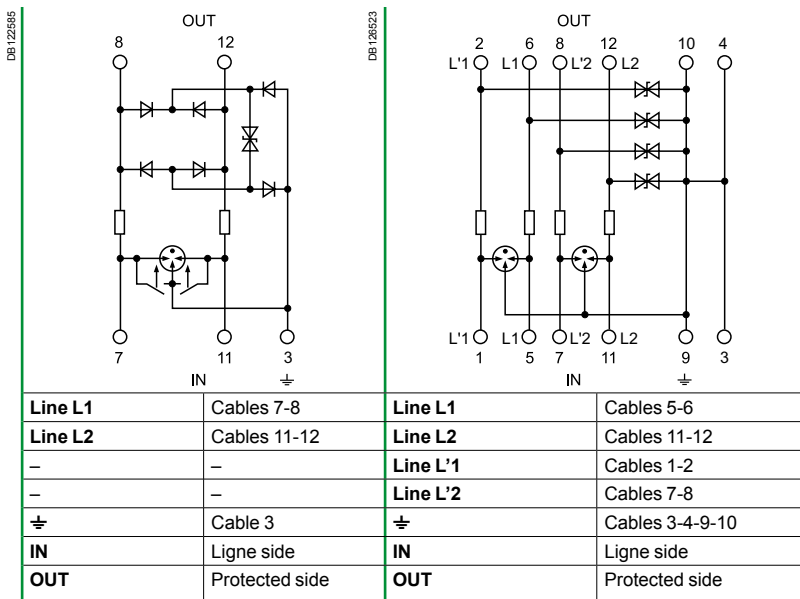 DB122585
OUT
8 12
7 11 3
IN
DB126523
OUT
2 6 8 12 10 4
L'1 L1 L'2 L2
L'1 L1 L'2 L2
1 5 7 11 9 3
IN
Line L1 Cables 7-8 Line L1 Cables 5-6
Line L2 Cables 11-12 Line L2 Cables 11-12
– – Line L’1 Cables 1-2
– – Line L’2 Cables 7-8
⏚ Cable 3 ⏚ Cables 3-4-9-10
IN Ligne side IN Ligne side
OUT Protected side OUT Protected side